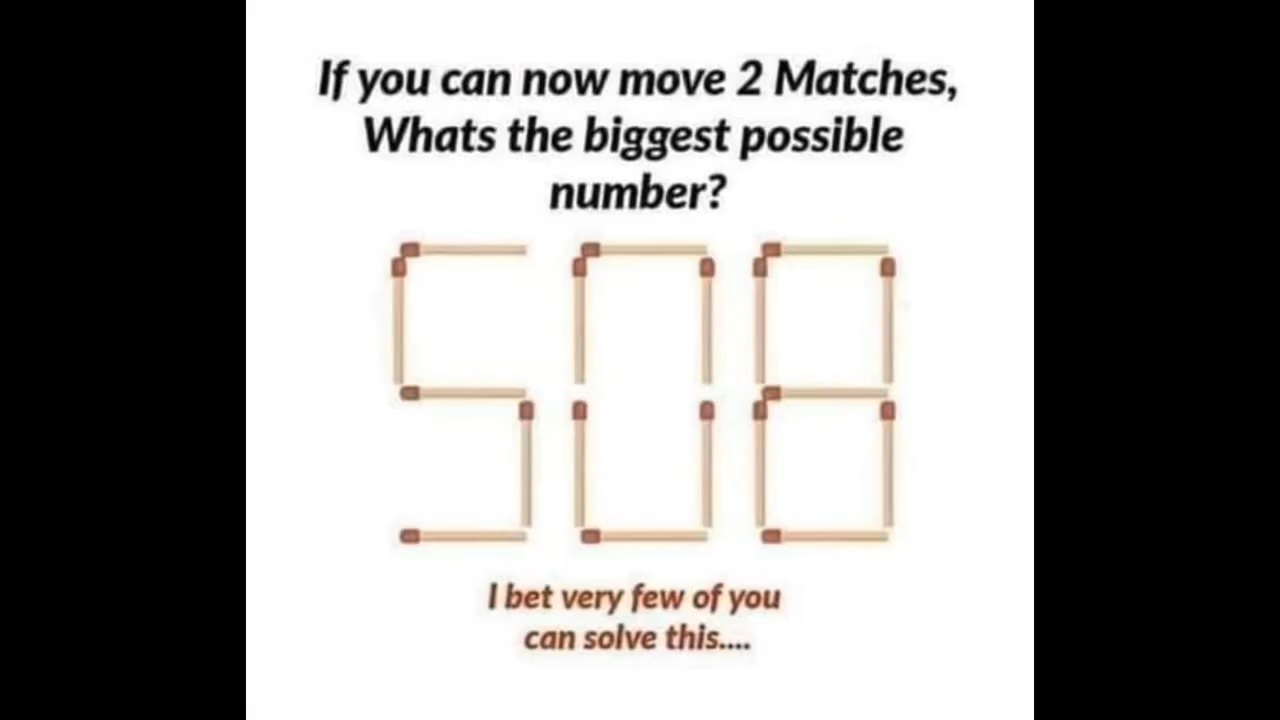 If you can now move 2 Matches,
Whats the biggest possible
number?
508
I bet very few of you
can solve this....